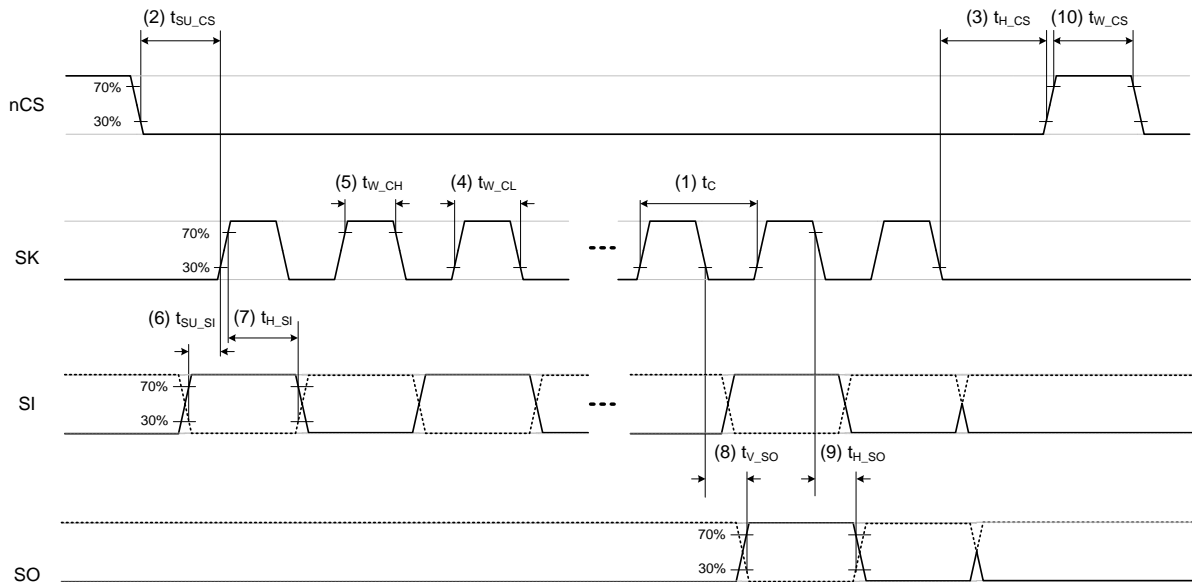 (2) tSU_CS
(3) tH_CS
(10) tW_CS
nCS
70%
30%
(5) tW_CH
(4) tW_CL
(1) tC
SK
70%
30%
(6) tSU_SI
(7) tH_SI
SI
70%
30%
(8) tV_SO
(9) tH_SO
SO
70%
30%